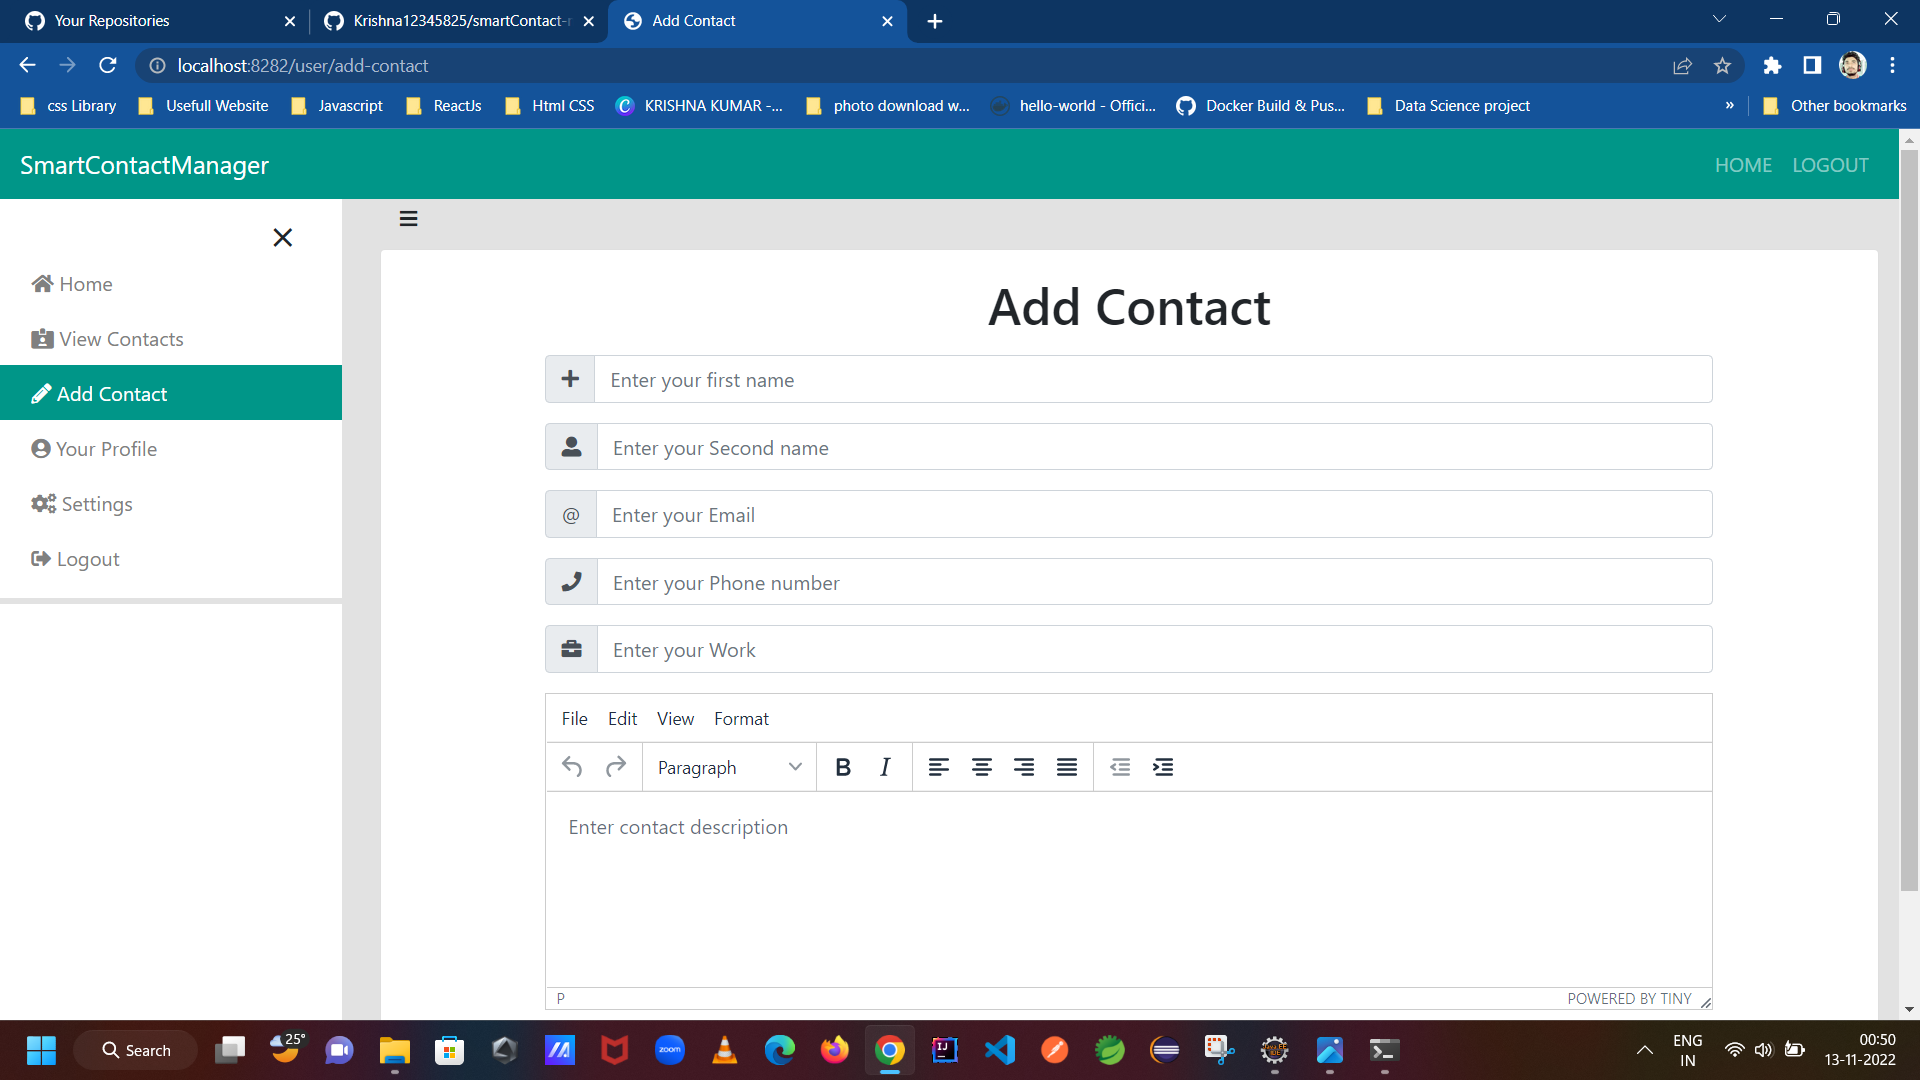 Your Repositories
Krishna12345825/smartContact-
Add Contact
localhost:8282/user/add-contact
css Library
Usefull Website
Javascript
ReactJs
Html CSS
KRISHNA KUMAR -...
photo download w...
hello-world - Offici...
Docker Build & Pus...
Data Science project
»
Other bookmarks
SmartContactManager
HOME
LOGOUT
Home
View Contacts
Add Contact
Your Profile
Settings
Logout
Add Contact
Enter your first name
Enter your Second name
@ Enter your Email
Enter your Phone number
Enter your Work
File Edit View Format
Paragraph B I
Enter contact description
P
POWERED BY TINY
Search
25°
zoom
IJ
ENG
IN
00:50
13-11-2022